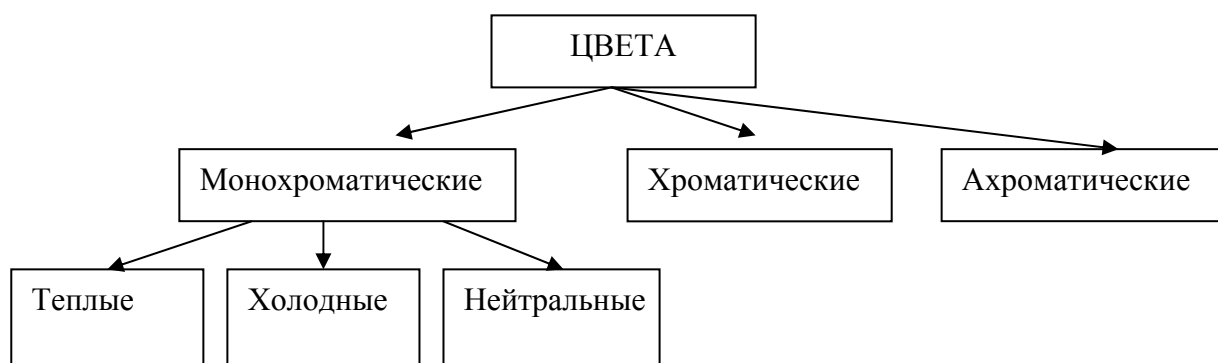 ЦВЕТА
Монохроматические
Хроматические
Ахроматические
Теплые
Холодные
Нейтральные